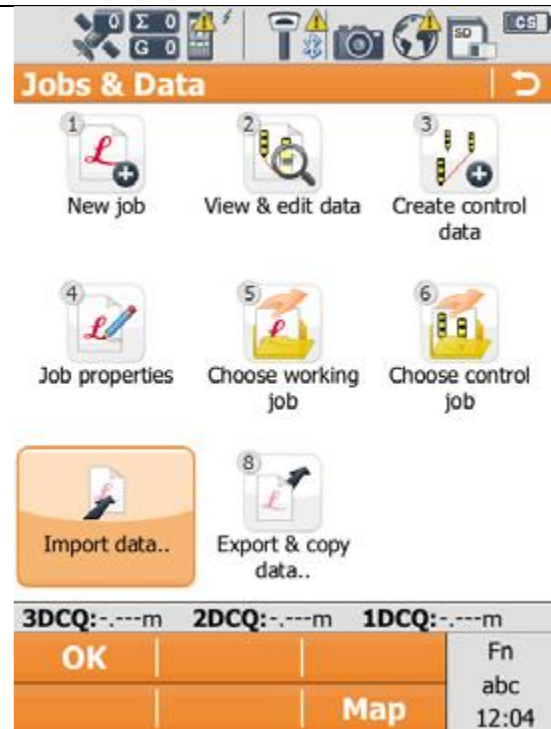 0 Σ 0
G 0
SD
CS
Jobs & Data
1
2
3
New job
View & edit data
Create control
data
4
5
6
Job properties
Choose working
job
Choose control
job
8
Import data..
Export & copy
data..
3DCQ:-.---m 2DCQ:-.---m 1DCQ:-.---m
OK
Fn
abc
Map
12:04